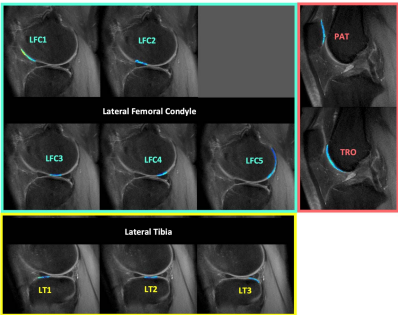 LFC1
LFC2
Lateral Femoral Condyle
LFC3
LFC4
LFC5
PAT
TRO
Lateral Tibia
LT1
LT2
LT3